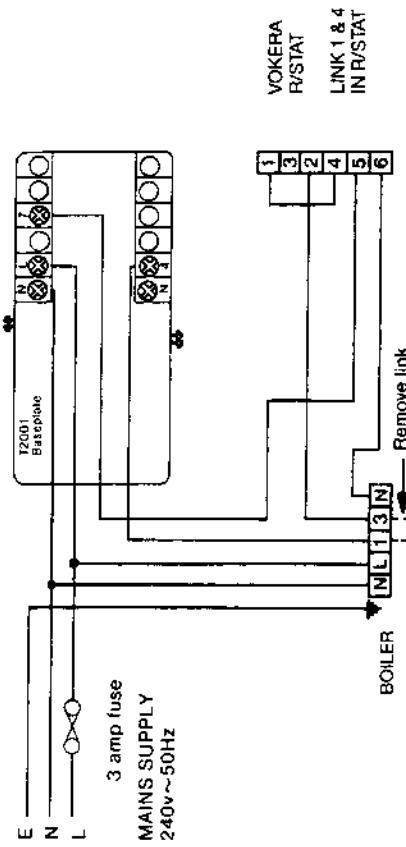 VOKERA
R/STAT
LINK 1 & 4
IN R/STAT
T2001
Baseplate
N L
N 4
1
3
2
4
5
6
E
N
L
3 amp fuse
MAINS SUPPLY
240v~50Hz
N L 1 3 N
BOILER
Remove link